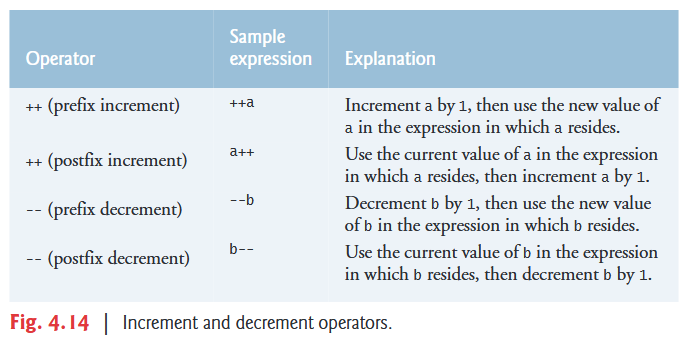 Operator Sample expression Explanation
++ (prefix increment) ++a Increment a by 1, then use the new value of
a in the expression in which a resides.
++ (postfix increment) a++ Use the current value of a in the expression
in which a resides, then increment a by 1.
-- (prefix decrement) --b Decrement b by 1, then use the new value
of b in the expression in which b resides.
-- (postfix decrement) b-- Use the current value of b in the expression
in which b resides, then decrement b by 1.
Fig. 4.14 | Increment and decrement operators.